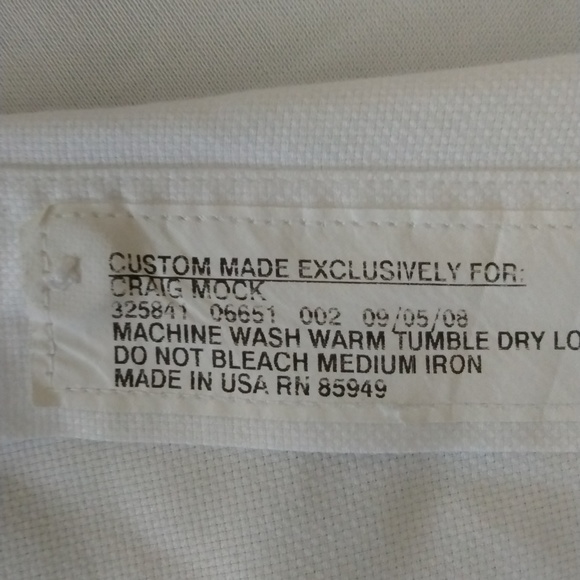 CUSTOM MADE EXCLUSIVELY FOR:
CRAIG MOCK
325841 06651 002 09/05/08
MACHINE WASH WARM TUMBLE DRY LO
DO NOT BLEACH MEDIUM IRON
MADE IN USA RN 85949